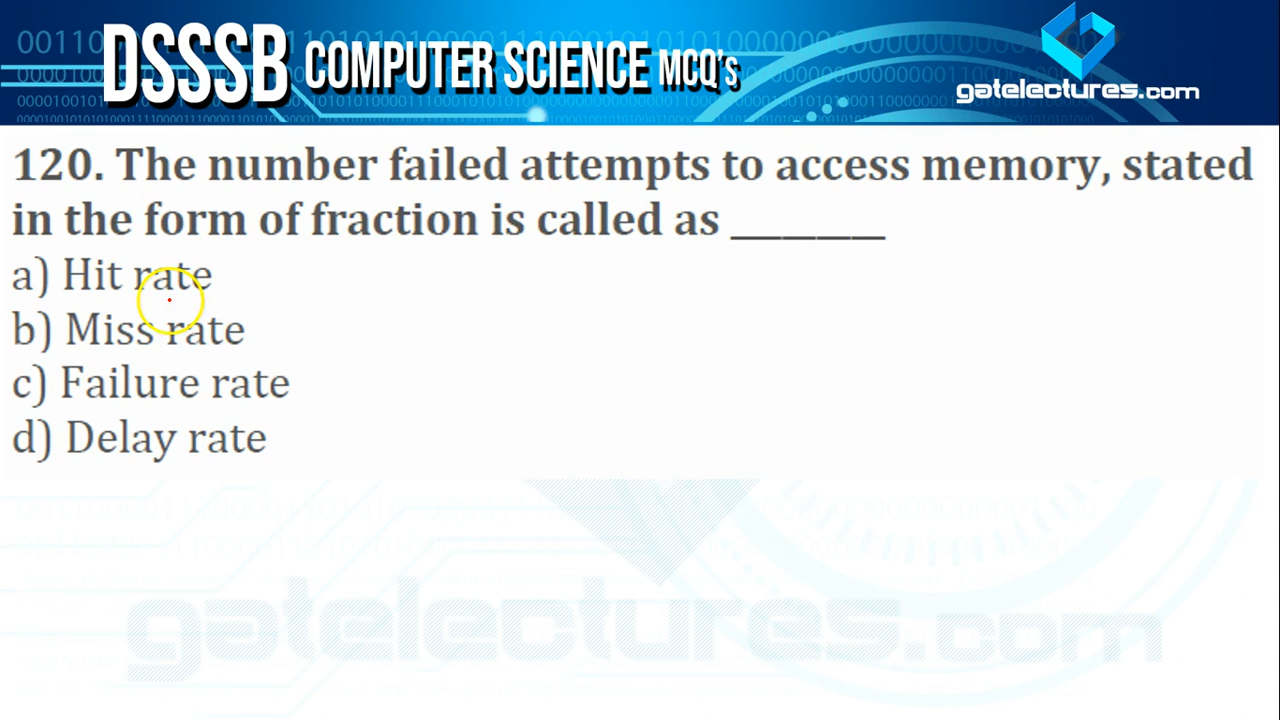 DSSSB COMPUTER SCIENCE MCQ's
gatelectures.com
120. The number failed attempts to access memory, stated
in the form of fraction is called as _________
a) Hit rate
b) Miss rate
c) Failure rate
d) Delay rate
gatelectures.com